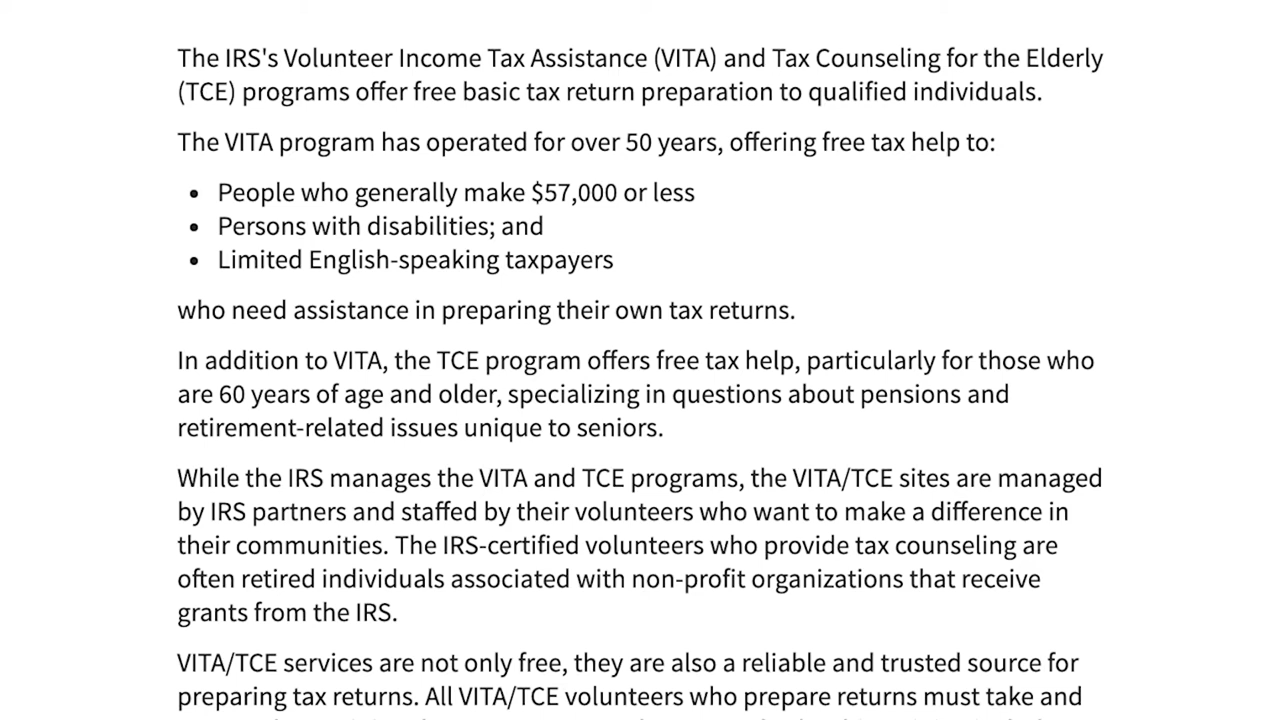 The IRS's Volunteer Income Tax Assistance (VITA) and Tax Counseling for the Elderly
(TCE) programs offer free basic tax return preparation to qualified individuals.
The VITA program has operated for over 50 years, offering free tax help to:
• People who generally make $57,000 or less
• Persons with disabilities; and
• Limited English-speaking taxpayers
who need assistance in preparing their own tax returns.
In addition to VITA, the TCE program offers free tax help, particularly for those who
are 60 years of age and older, specializing in questions about pensions and
retirement-related issues unique to seniors.
While the IRS manages the VITA and TCE programs, the VITA/TCE sites are managed
by IRS partners and staffed by their volunteers who want to make a difference in
their communities. The IRS-certified volunteers who provide tax counseling are
often retired individuals associated with non-profit organizations that receive
grants from the IRS.
VITA/TCE services are not only free, they are also a reliable and trusted source for
preparing tax returns. All VITA/TCE volunteers who prepare returns must take and